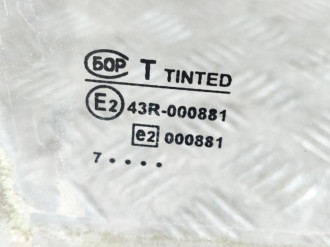 БОР T TINTED
E2 43R-000881
e2 000881
7 . . . .